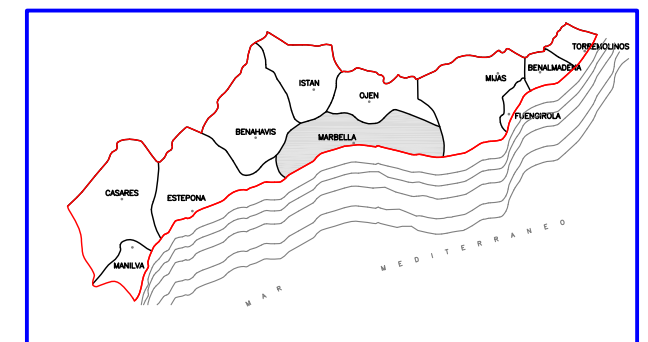 TORREMOLINOS
BENALMADENA
MIJAS
ISTAN
OJEN
FUENGIROLA
BENAHAVIS
MARBELLA
CASARES
ESTEPONA
MANILVA
MAR MEDITERRANEO